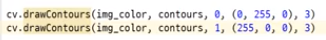 cv.drawContours(img_color, contours, 0, (0, 255, 0), 3)
cv.drawContours(img_color, contours, 1, (255, 0, 0), 3)